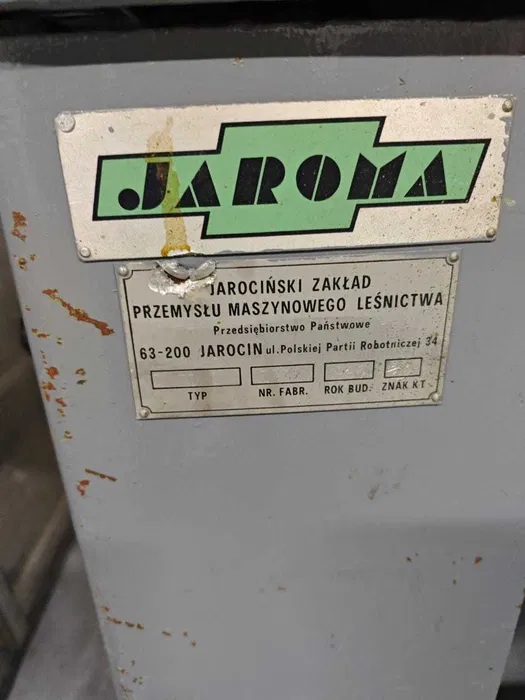 JAROMA
JAROCIŃSKI ZAKŁAD
PRZEMYSŁU MASZYNOWEGO LEŚNICTWA
Przedsiębiorstwo Państwowe
63-200 JAROCIN ul. Polskiej Partii Robotniczej 34
TYP NR. FABR. ROK BUD. ZNAK KT